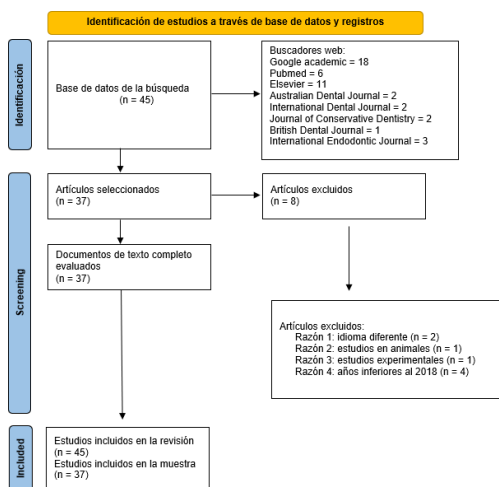 Identificación de estudios a través de base de datos y registros
Identificación
Base de datos de la búsqueda
(n = 45)
Buscadores web:
Google academic = 18
Pubmed = 6
Elsevier = 11
Australian Dental Journal = 2
International Dental Journal = 2
Journal of Conservative Dentistry = 2
British Dental Journal = 1
International Endodontic Journal = 3
Screening
Artículos seleccionados
(n = 37)
Artículos excluidos
(n = 8)
Documentos de texto completo
evaluados
(n = 37)
Artículos excluidos:
Razón 1: idioma diferente (n = 2)
Razón 2: estudios en animales (n = 1)
Razón 3: estudios experimentales (n = 1)
Razón 4: años inferiores al 2018 (n = 4)
Included
Estudios incluidos en la revisión
(n = 45)
Estudios incluidos en la muestra
(n = 37)